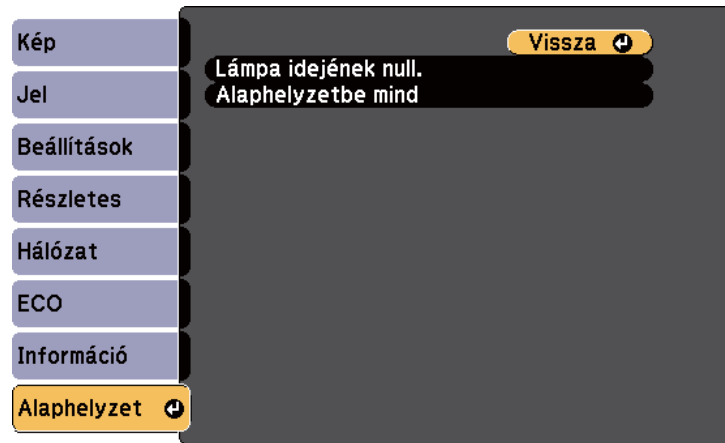 Kép
Jel
Beállítások
Részletes
Hálózat
ECO
Információ
Alaphelyzet
Vissza
Lámpa idejének null.
Alaphelyzetbe mind